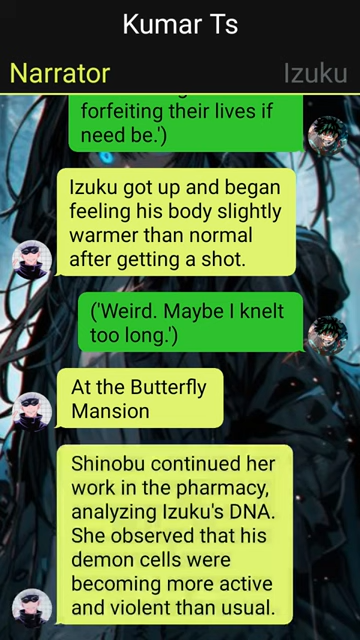 Kumar Ts
Narrator
Izuku
forfeiting their lives if
need be.')
Izuku got up and began
feeling his body slightly
warmer than normal
after getting a shot.
('Weird. Maybe I knelt
too long.')
At the Butterfly
Mansion
Shinobu continued her
work in the pharmacy,
analyzing Izuku's DNA.
She observed that his
demon cells were
becoming more active
and violent than usual.